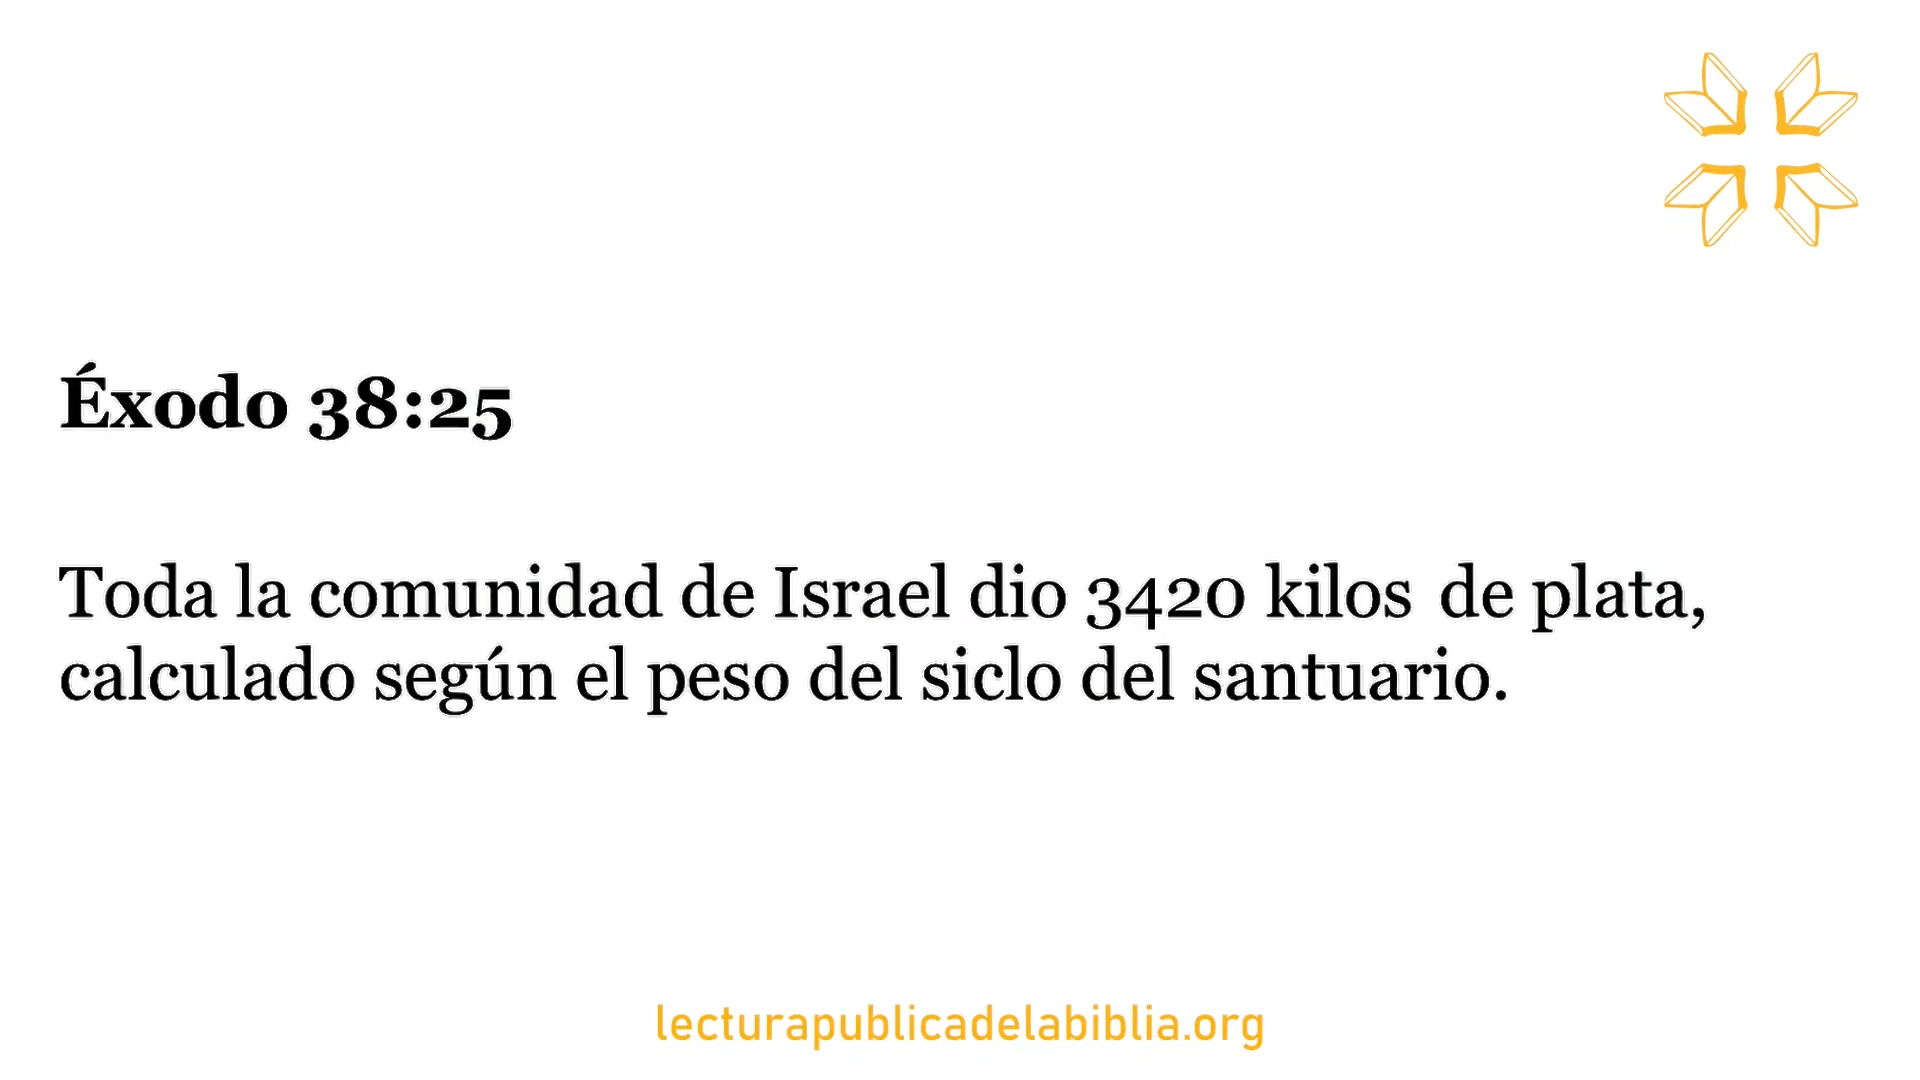 Éxodo 38:25
Toda la comunidad de Israel dio 3420 kilos de plata,
calculado según el peso del siclo del santuario.
lecturapublicadelabiblia.org